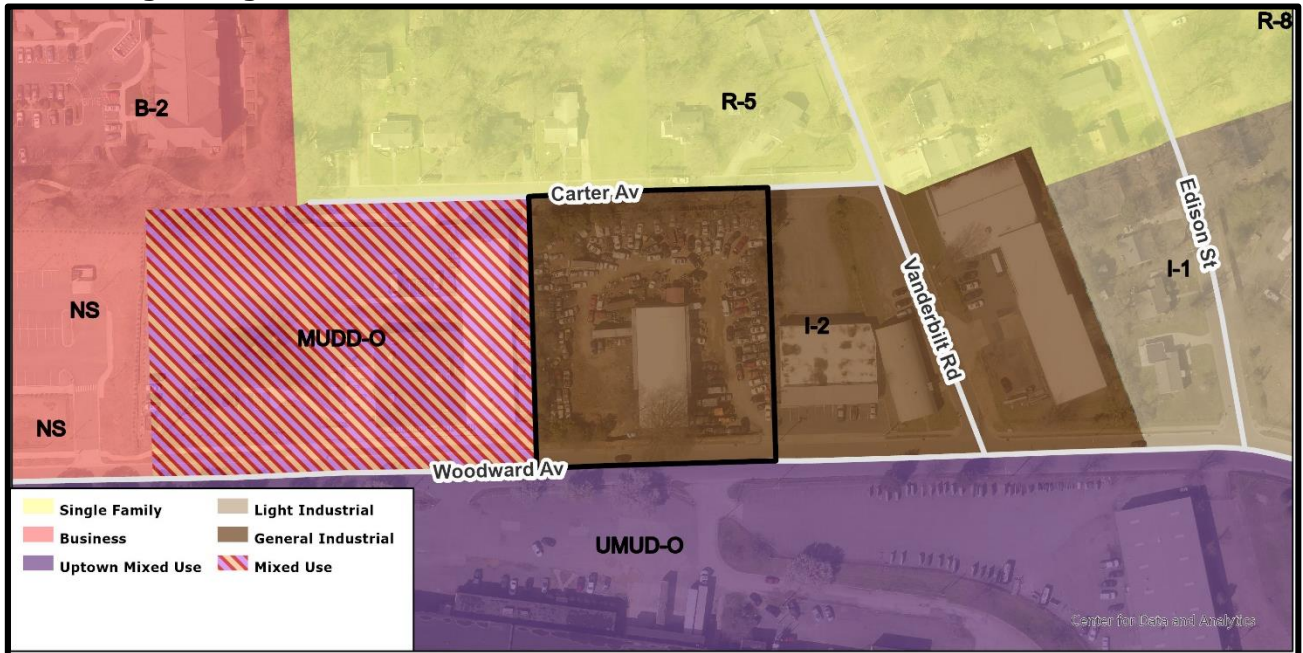 R-8
B-2
R-5
Carter Av
Edison St
I-1
NS
MUDD-O
I-2
Vanderbilt Rd
NS
Woodward Av
Single Family
Light Industrial
Business
General Industrial
UMUD-O
Uptown Mixed Use
Mixed Use
Center for Data and Analytics